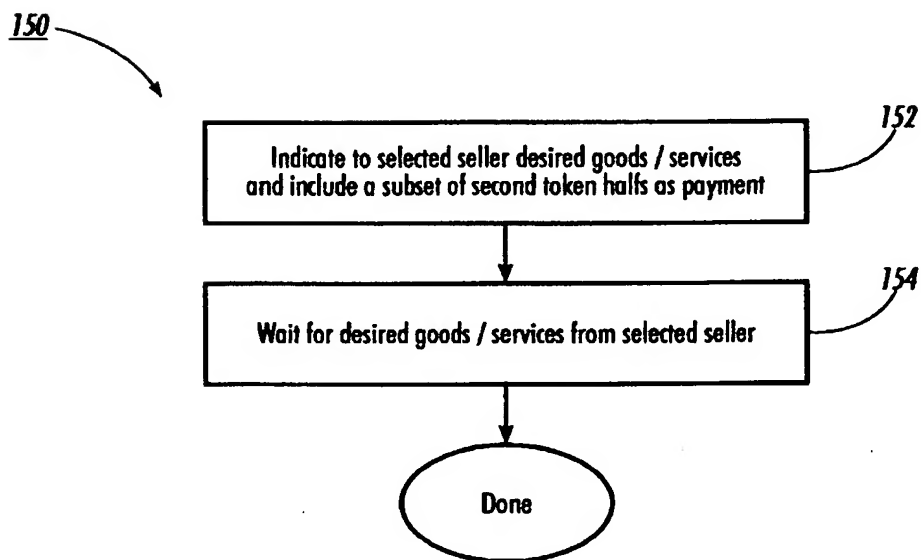 150
152
Indicate to selected seller desired goods / services
and include a subset of second token halfs as payment
154
Wait for desired goods / services from selected seller
Done